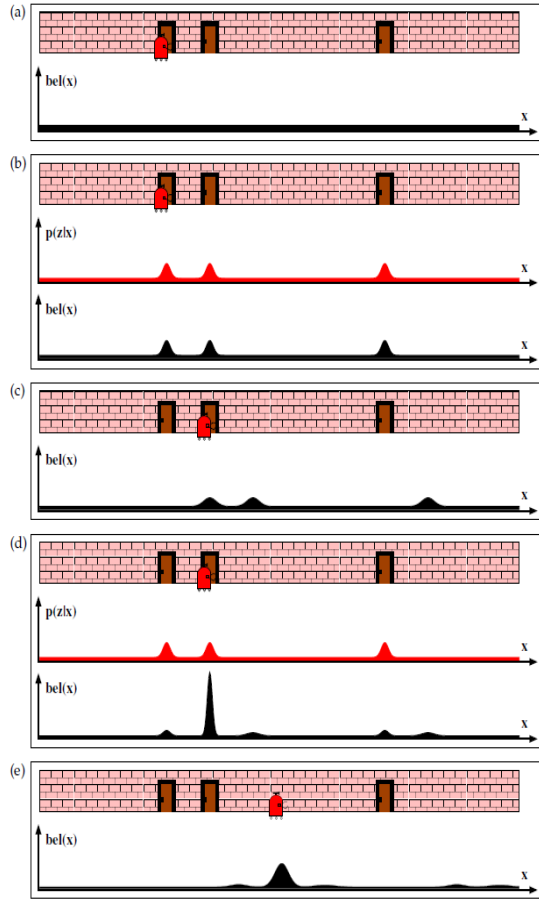 (a)
bel(x)
x
(b)
p(z|x)
x
bel(x)
x
(c)
bel(x)
x
(d)
p(z|x)
x
bel(x)
x
(e)
bel(x)
x